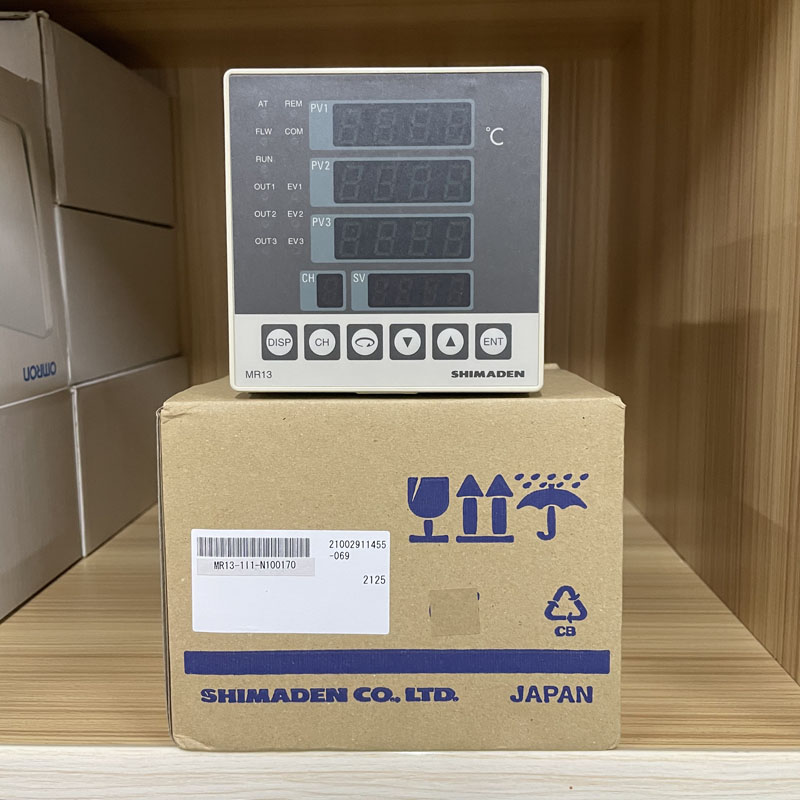 AT REM
FLW COM
RUN
OUT1 EV1
OUT2 EV2
OUT3 EV3
PV1
℃
PV2
PV3
CH
SV
DISP CH ▼ ▲ ENT
MR13
SHIMADEN
OMRON
21002911455
-069
MR13-1I1-N100170
2125
CB
SHIMADEN CO., LTD. JAPAN